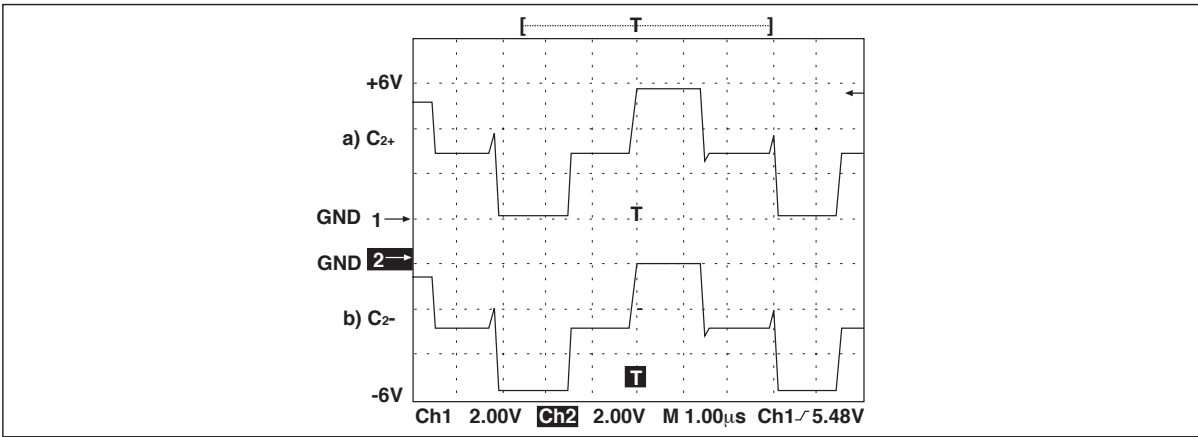 [ T ]
+6V
a) C2+
T
GND 1
GND 2
b) C2-
T
-6V
Ch1 2.00V Ch2 2.00V M 1.00µs Ch1 5.48V